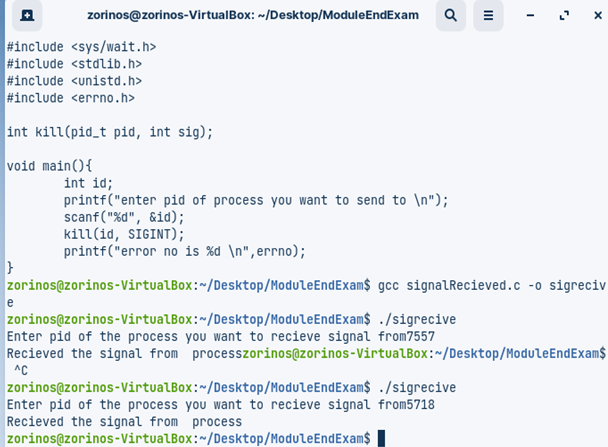 zorinos@zorinos-VirtualBox: ~/Desktop/ModuleEndExam
#include <sys/wait.h>
#include <stdlib.h>
#include <unistd.h>
#include <errno.h>
int kill(pid_t pid, int sig);
void main(){
        int id;
        printf("enter pid of process you want to send to \n");
        scanf("%d", &id);
        kill(id, SIGINT);
        printf("error no is %d \n",errno);
}
zorinos@zorinos-VirtualBox:~/Desktop/ModuleEndExam$ gcc signalRecieved.c -o sigreciv
e
zorinos@zorinos-VirtualBox:~/Desktop/ModuleEndExam$ ./sigrecive
Enter pid of the process you want to recieve signal from7557
Recieved the signal from  processzorinos@zorinos-VirtualBox:~/Desktop/ModuleEndExam$
 ^C
zorinos@zorinos-VirtualBox:~/Desktop/ModuleEndExam$ ./sigrecive
Enter pid of the process you want to recieve signal from5718
Recieved the signal from  process
zorinos@zorinos-VirtualBox:~/Desktop/ModuleEndExam$